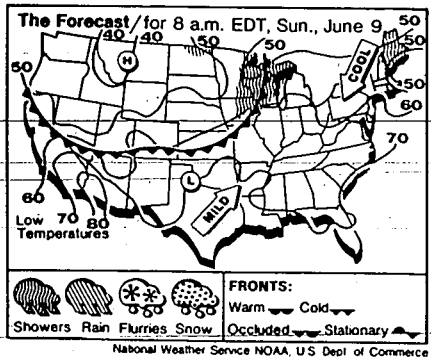 The Forecast/for 8 a.m. EDT, Sun., June 9
40 40 50 50 50
50
50
H
COOL
50
60
70
L
MILD
60
70
80
Low
Temperatures
Showers Rain Flurries Snow
FRONTS:
Warm Cold
Occluded Stationary
National Weather Service NOAA, U S Dept of Commerce